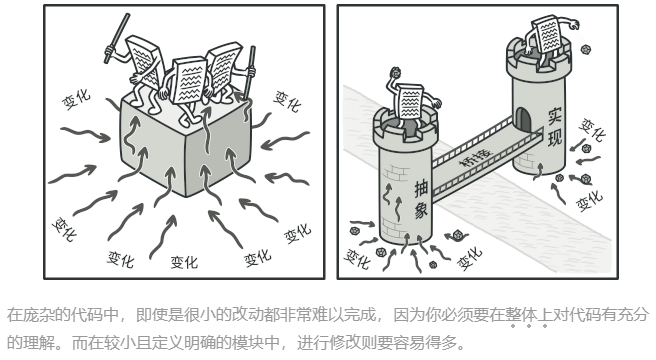 变化
变化
变化
变化
变化
变化
变化
抽象
桥接
实现
变化
变化
变化
变化
在庞杂的代码中，即使是很小的改动都非常难以完成，因为你必须要在整体上对代码有充分
的理解。而在较小且定义明确的模块中，进行修改则要容易得多。